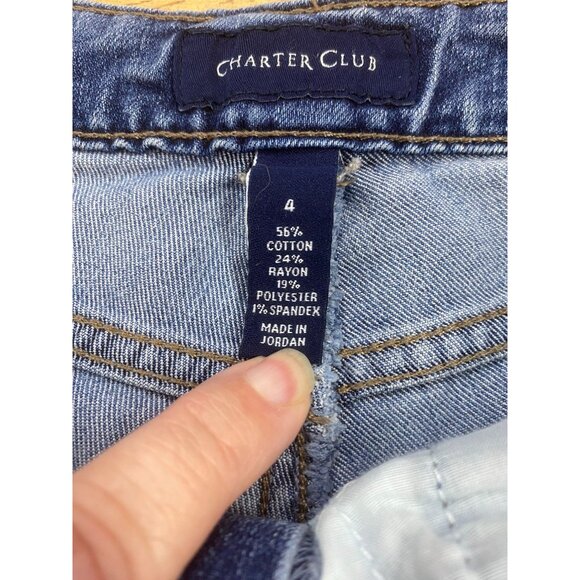 CHARTER CLUB
4
56%
COTTON
24%
RAYON
19%
POLYESTER
1% SPANDEX
MADE IN
JORDAN